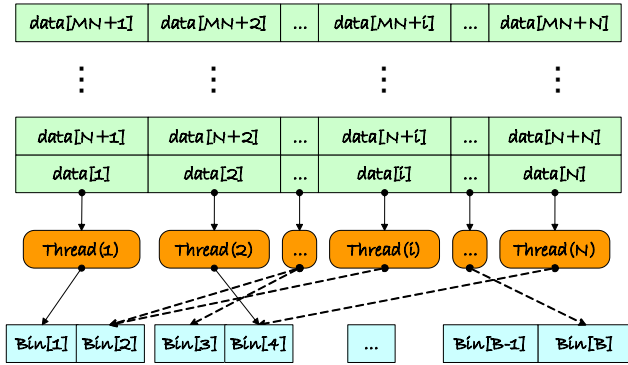 data[MN+1] data[MN+2] ... data[MN+i] ... data[MN+N]
data[N+1] data[N+2] ... data[N+i] ... data[N+N]
data[1] data[2] ... data[i] ... data[N]
Thread(1) Thread(2) ... Thread(i) ... Thread(N)
Bin[1] Bin[2] Bin[3] Bin[4] ... Bin[B-1] Bin[B]